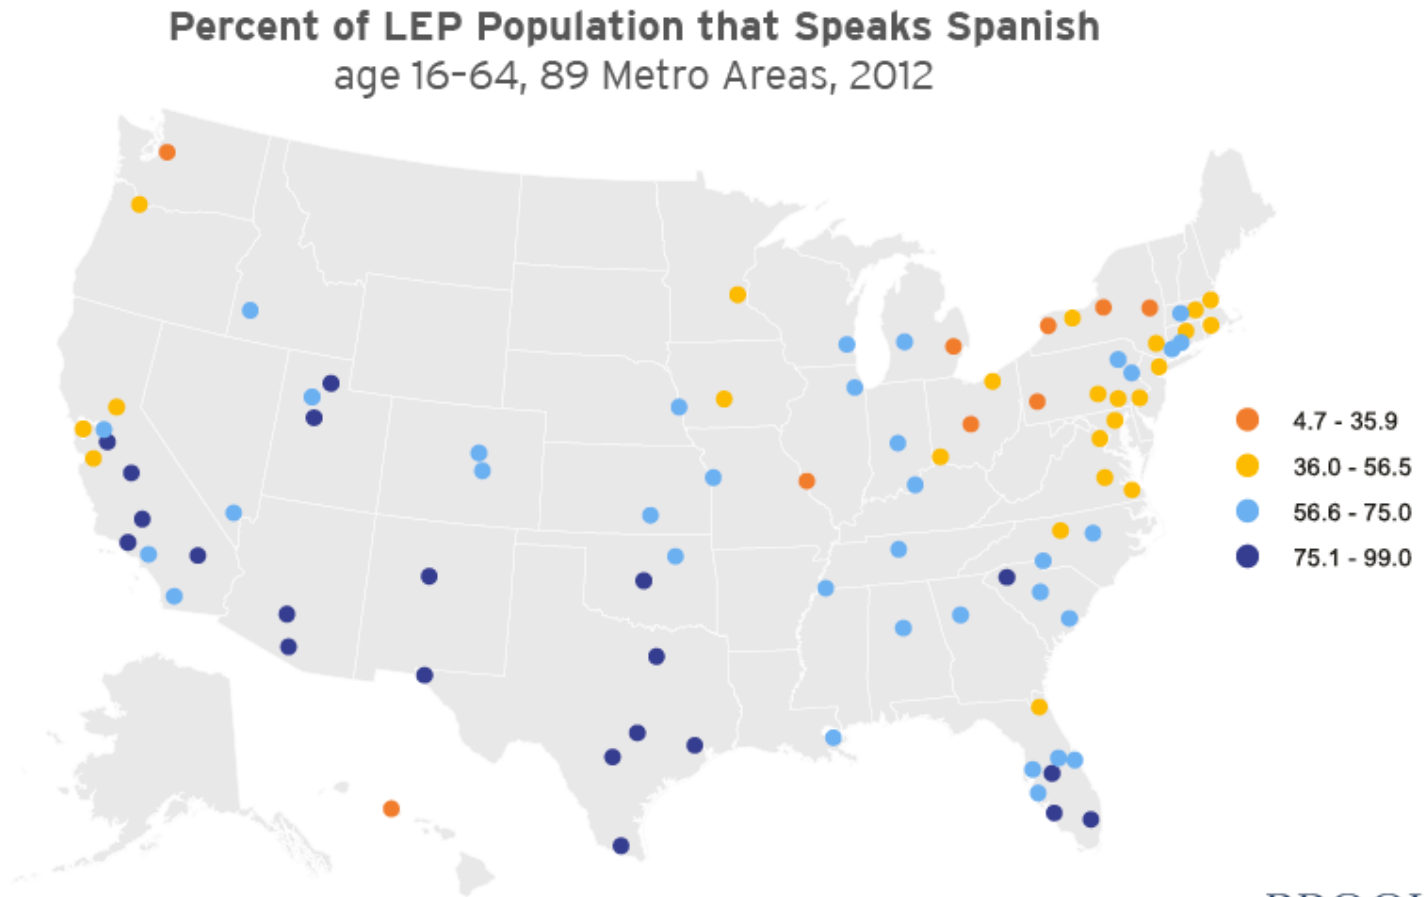 Percent of LEP Population that Speaks Spanish
age 16-64, 89 Metro Areas, 2012
4.7 - 35.9
36.0 - 56.5
56.6 - 75.0
75.1 - 99.0